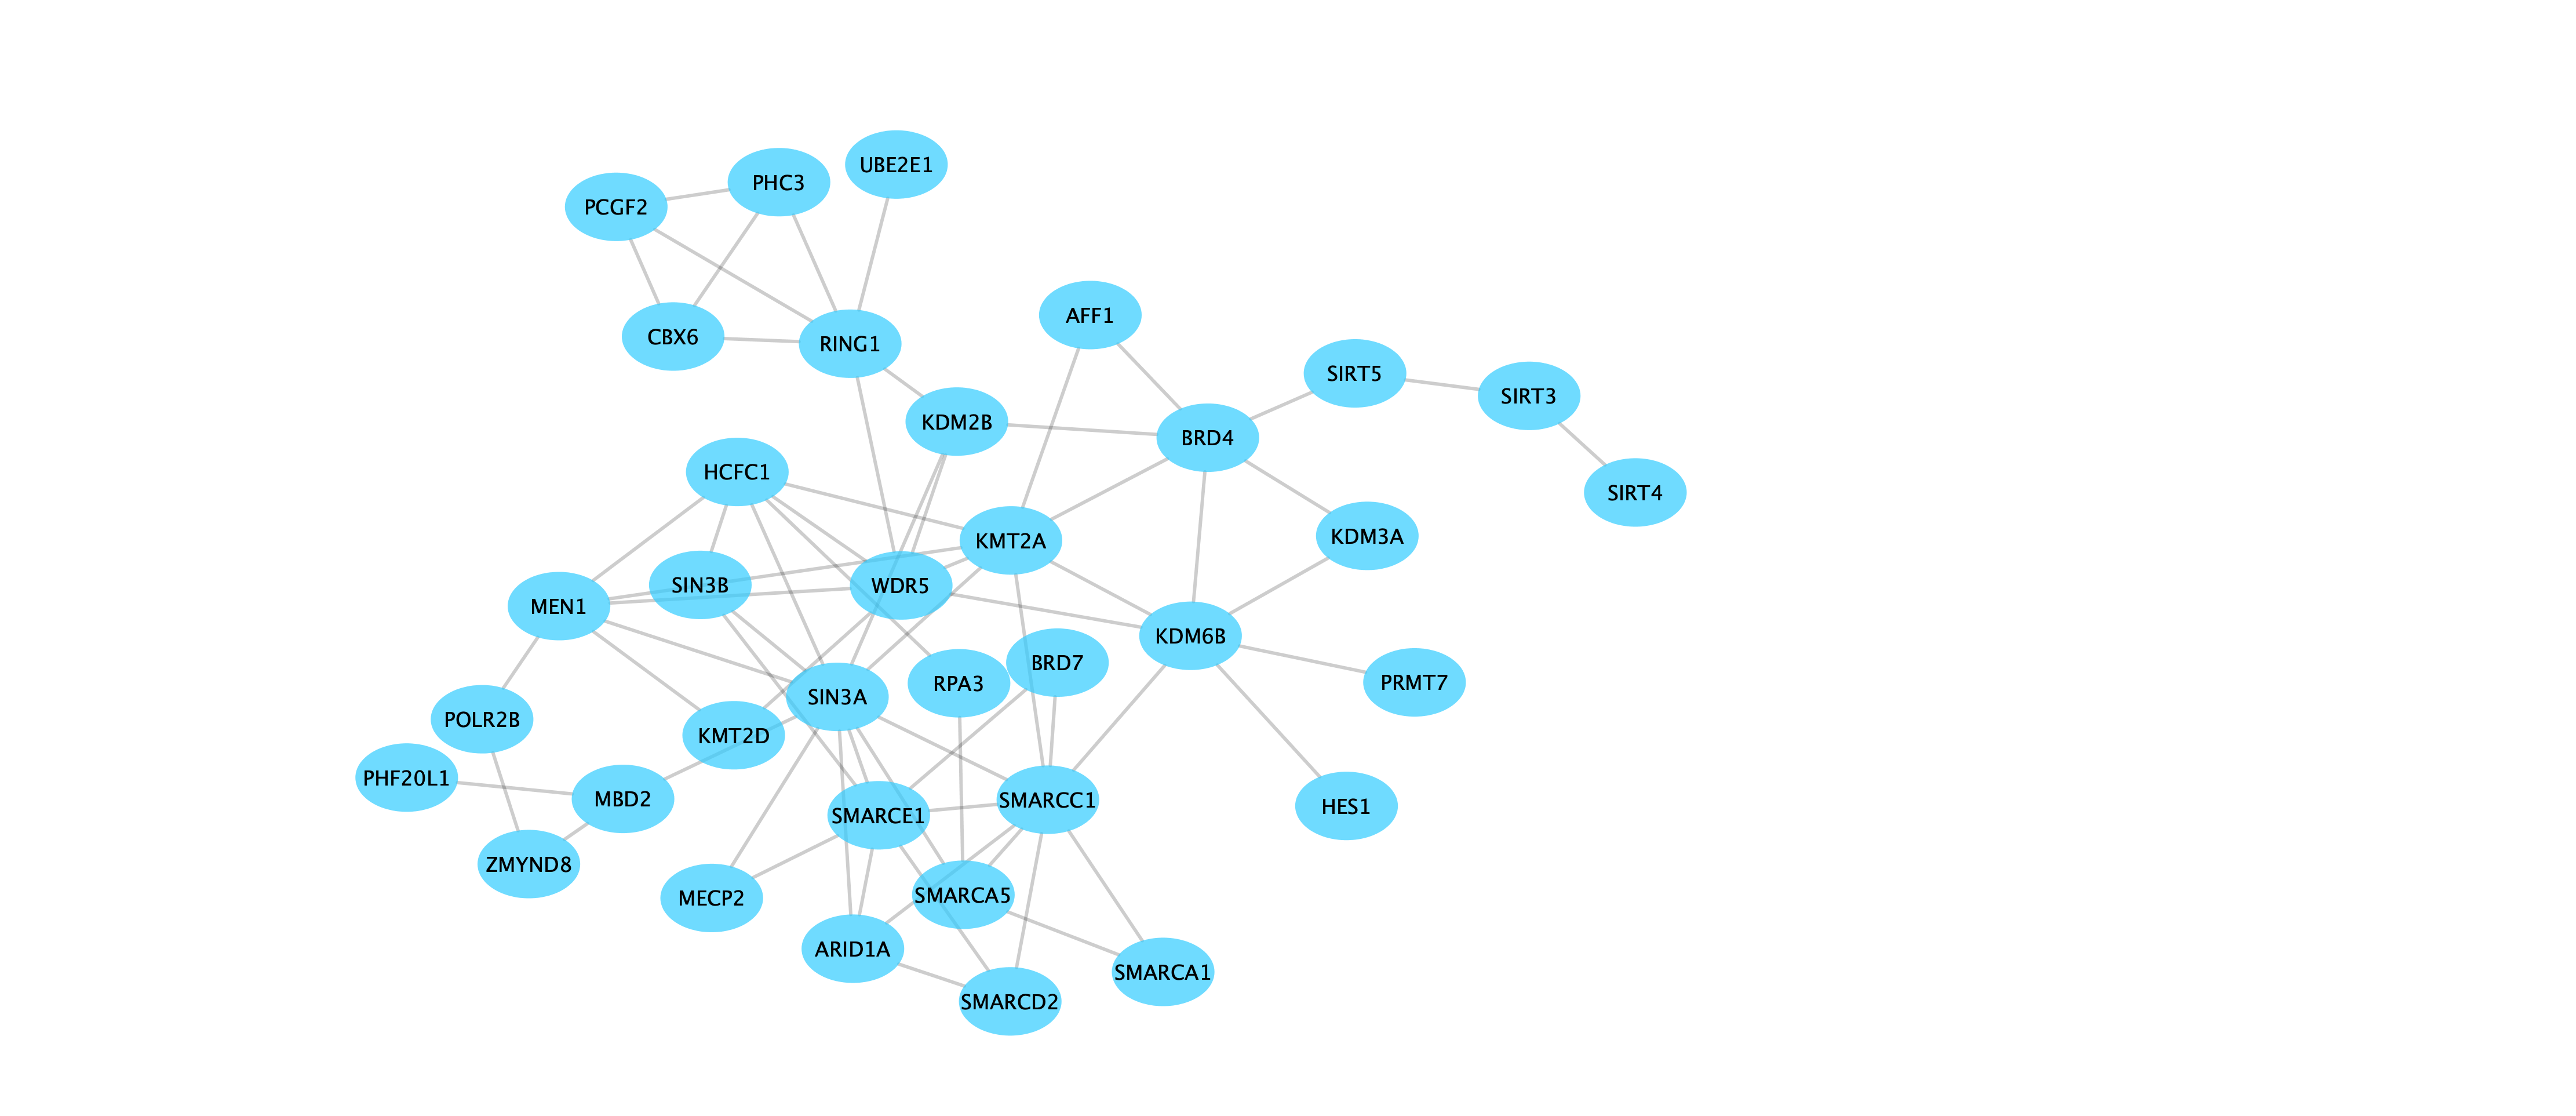 UBE2E1
PHC3
PCGF2
AFF1
CBX6
RING1
SIRT5
SIRT3
KDM2B
BRD4
HCFC1
SIRT4
KMT2A
KDM3A
SIN3B
WDR5
MEN1
KDM6B
BRD7
RPA3
PRMT7
SIN3A
POLR2B
KMT2D
PHF20L1
MBD2
SMARCC1
HES1
SMARCE1
ZMYND8
MECP2
SMARCA5
ARID1A
SMARCA1
SMARCD2